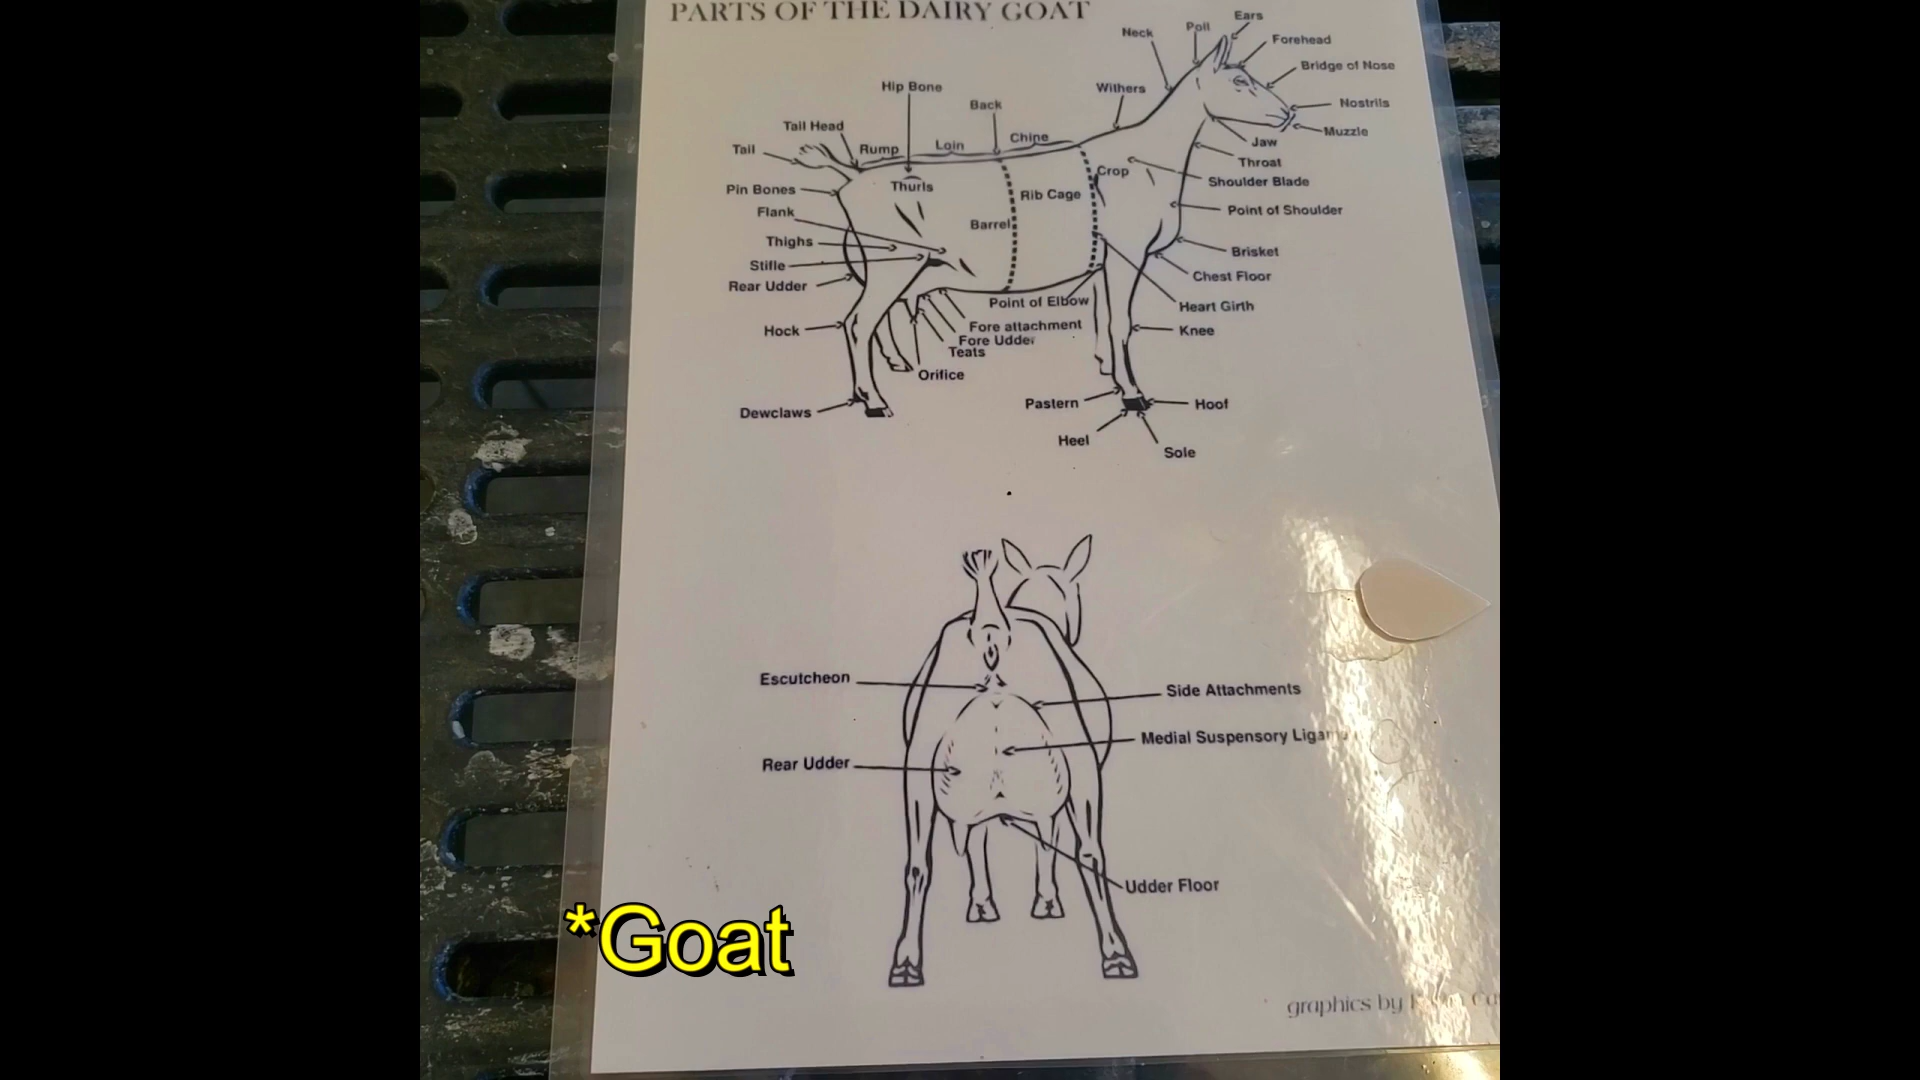 PARTS OF THE DAIRY GOAT
Ears
Poll
Neck
Forehead
Bridge of Nose
Hip Bone
Withers
Back
Nostrils
Tail Head
Muzzle
Chine
Jaw
Tail
Rump
Loin
Throat
Crop
Shoulder Blade
Pin Bones
Thurls
Rib Cage
Flank
Point of Shoulder
Barrel
Thighs
Brisket
Stifle
Chest Floor
Rear Udder
Point of Elbow
Heart Girth
Hock
Fore attachment
Knee
Fore Udder
Teats
Orifice
Dewclaws
Pastern
Hoof
Heel
Sole
Escutcheon
Side Attachments
Medial Suspensory
Rear Udder
Udder Floor
*Goat
graphics by